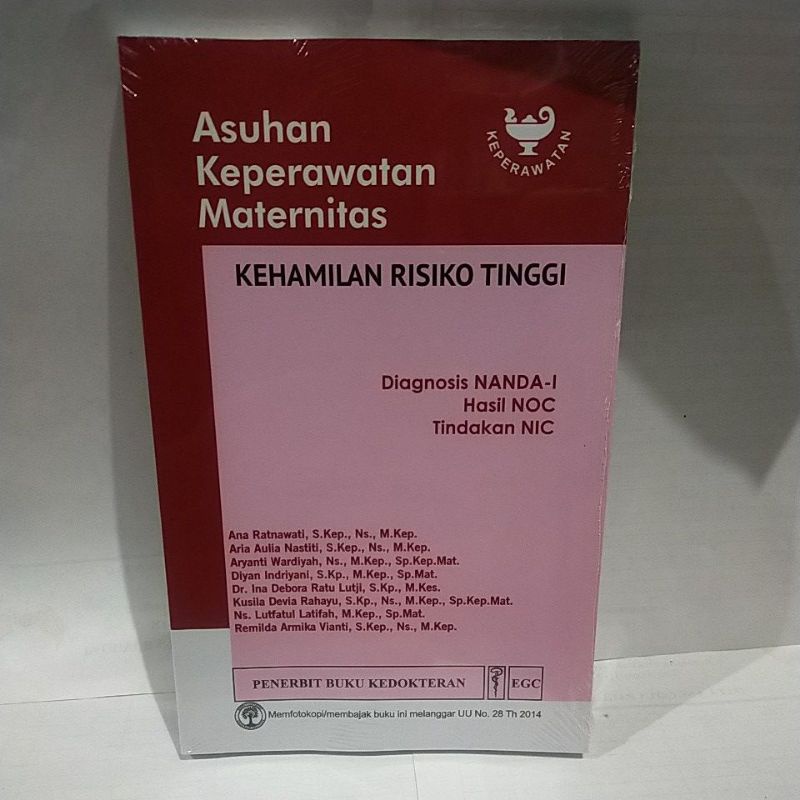 Asuhan
Keperawatan
Maternitas
KEPERAWATAN
KEHAMILAN RISIKO TINGGI
Diagnosis NANDA-I
Hasil NOC
Tindakan NIC
Ana Ratnawati, S.Kep., Ns., M.Kep.
Aria Aulia Nastiti, S.Kep., Ns., M.Kep.
Aryanti Wardiyah, Ns., M.Kep., Sp.Kep.Mat.
Diyan Indriyani, S.Kp., M.Kep., Sp.Mat.
Dr. Ina Debora Ratu Lutji, S.Kp., M.Kes.
Kusila Devia Rahayu, S.Kp., Ns., M.Kep., Sp.Kep.Mat.
Ns. Lutfatul Latifah, M.Kep., Sp.Mat.
Remilda Armika Vianti, S.Kep., Ns., M.Kep.
PENERBIT BUKU KEDOKTERAN EGC
Memfotokopi/membajak buku ini melanggar UU No. 28 Th 2014